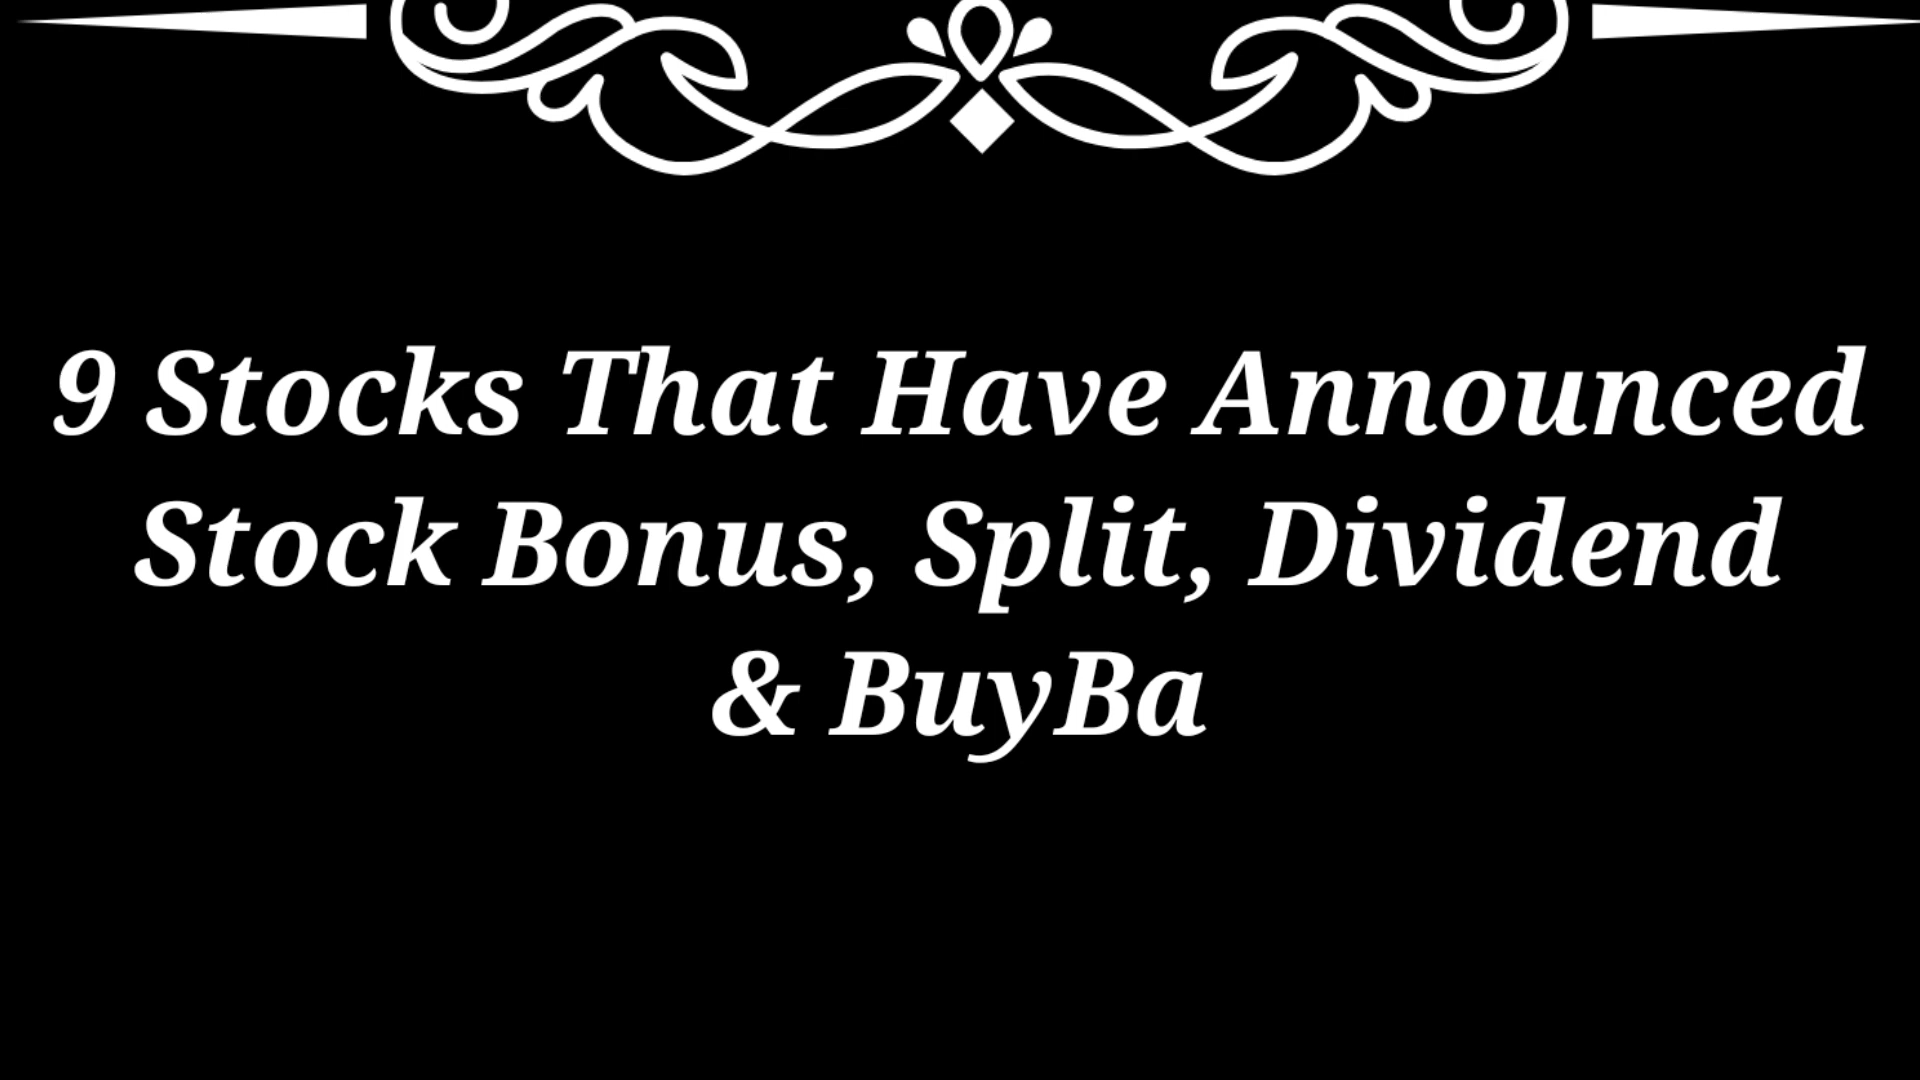 9 Stocks That Have Announced
Stock Bonus, Split, Dividend
& BuyBa